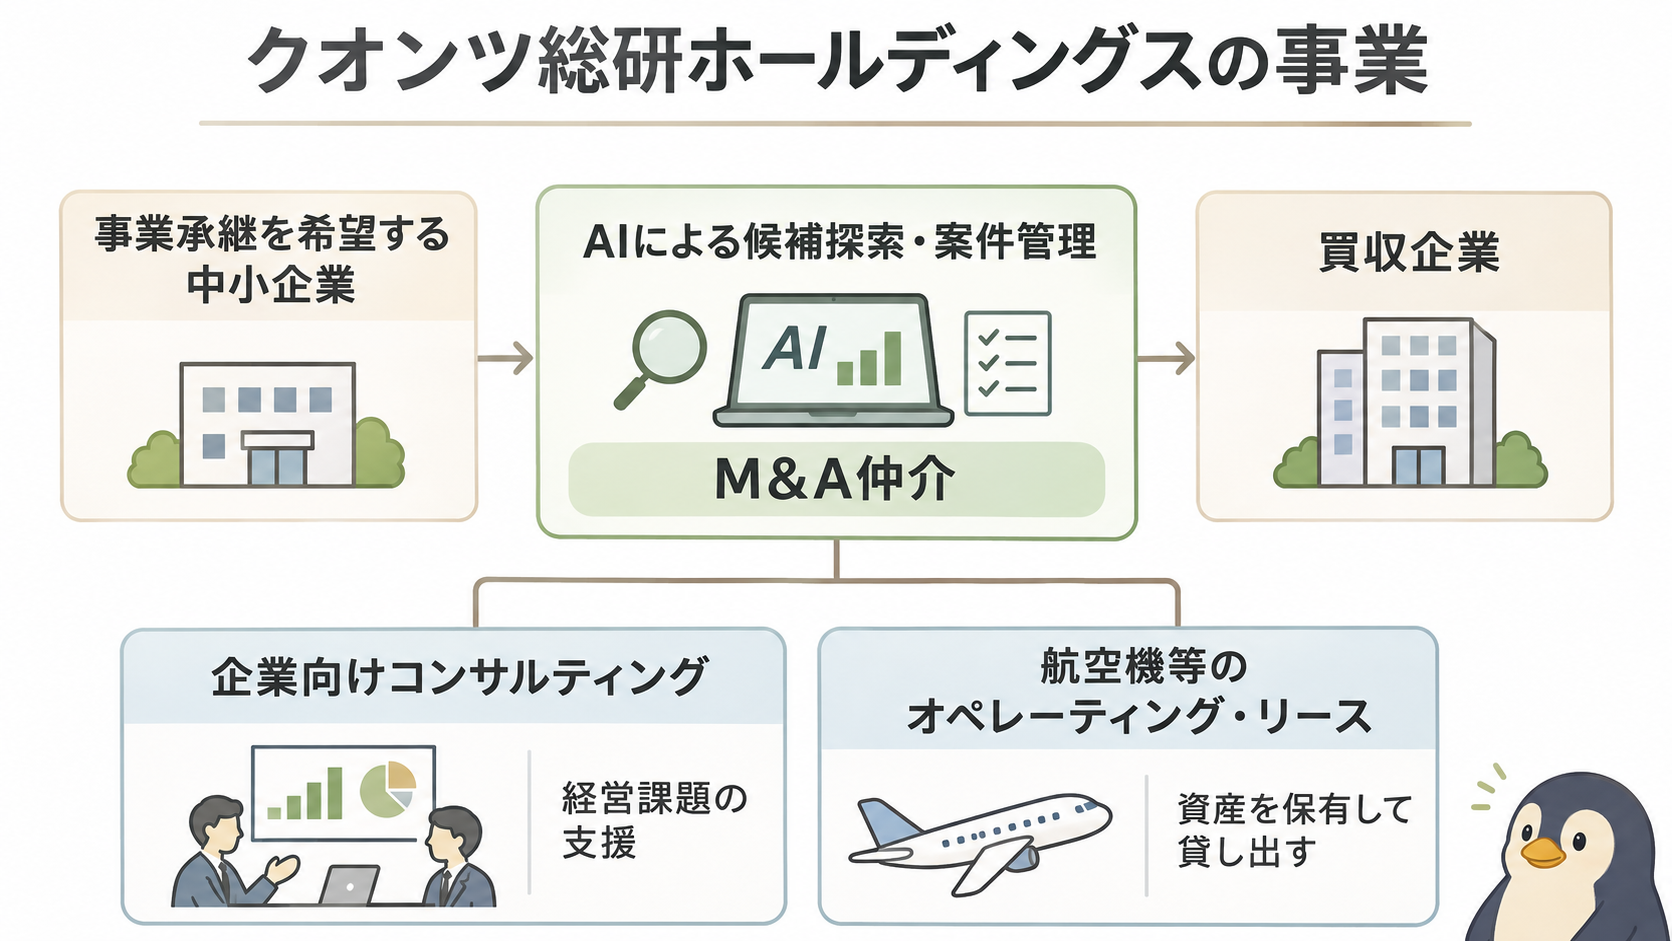 クオンツ総研ホールディングスの事業
事業承継を希望する
中小企業
AIによる候補探索・案件管理
AI
M&A仲介
買収企業
企業向けコンサルティング
経営課題の
支援
航空機等の
オペレーティング・リース
資産を保有して
貸し出す